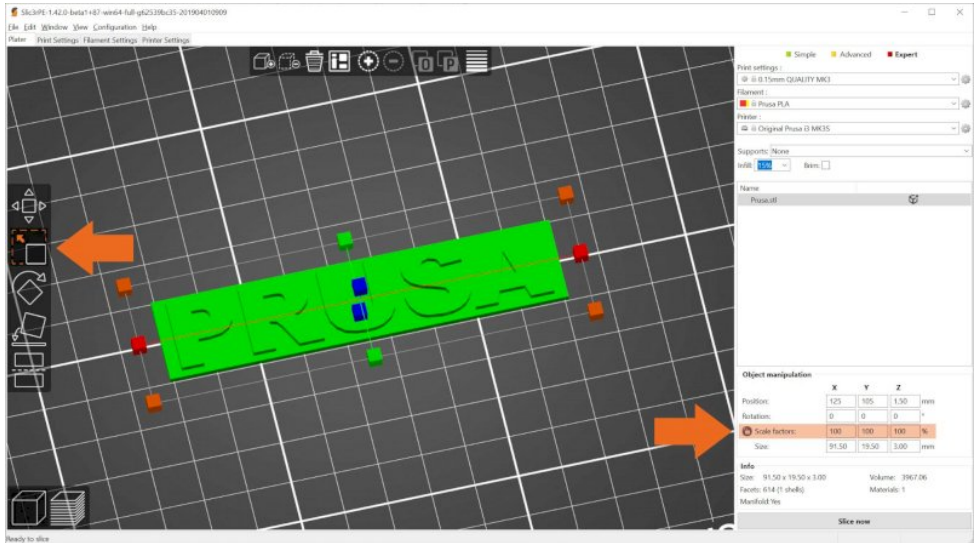 Slic3rPE-1.42.0-beta1+87-win64-full-g62539bc35-201904010909
File Edit Window View Configuration Help
Plater Print Settings Filament Settings Printer Settings
Simple Advanced Expert
Print settings :
0.15mm QUALITY MK3
Filament :
Prusa PLA
Printer :
Original Prusa i3 MK3S
Supports: None
Infill: 15% Brim:
Name
Prusa.stl
O P
PRUSA
Object manipulation
X Y Z
Position: 125 105 1.50 mm
Rotation: 0 0 0 °
Scale factors: 100 100 100 %
Size: 91.50 19.50 3.00 mm
Info
Size: 91.50 x 19.50 x 3.00 Volume: 3967.06
Facets: 614 (1 shells) Materials: 1
Manifold: Yes
Slice now
Ready to slice